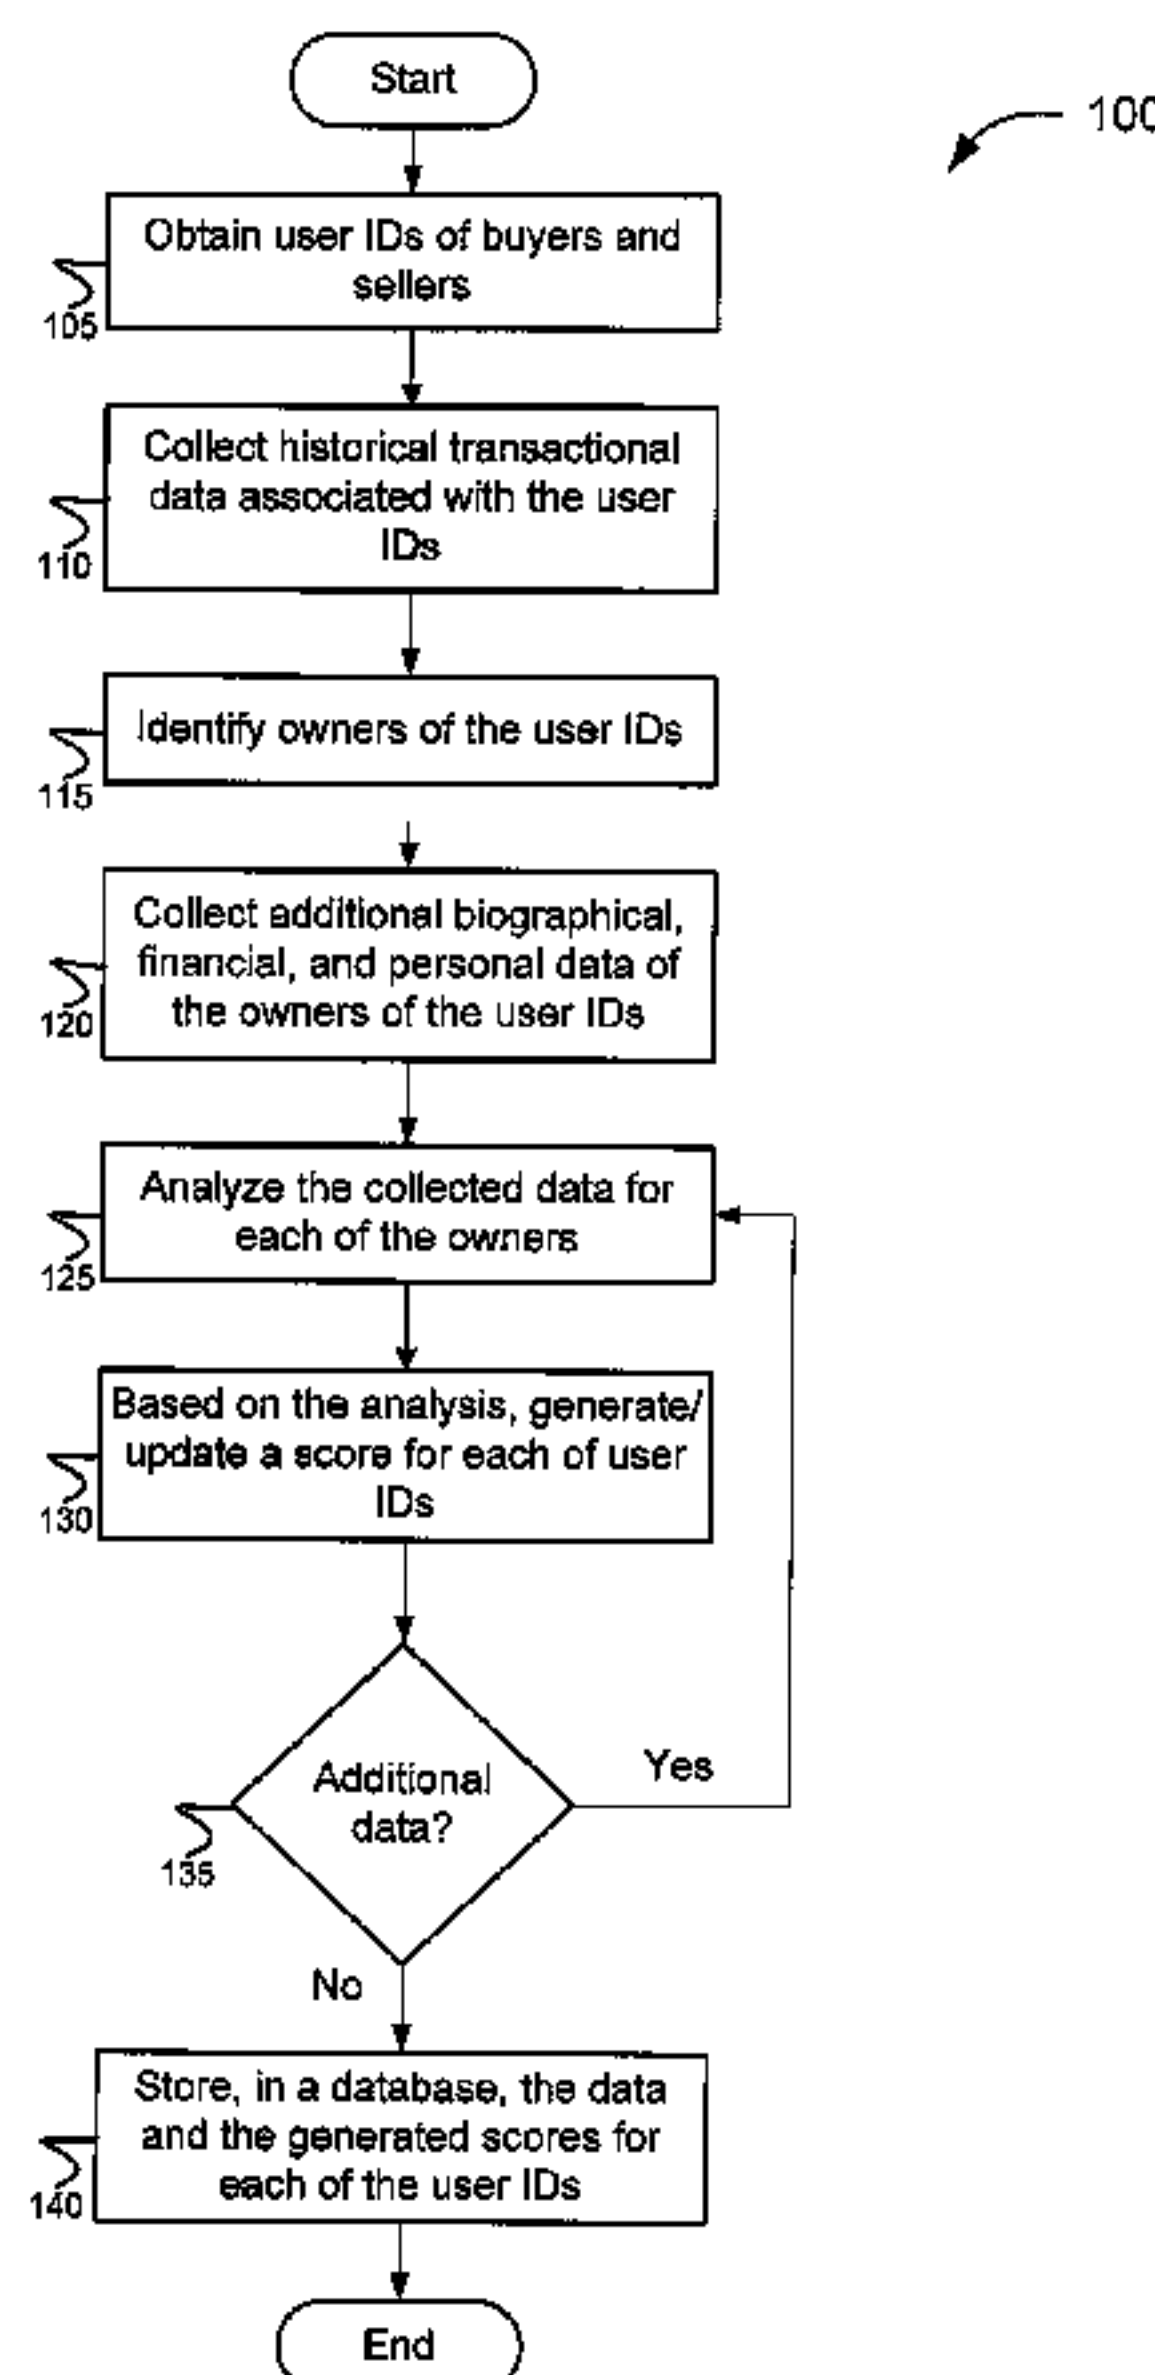 Start
100
Obtain user IDs of buyers and
sellers
105
Collect historical transactional
data associated with the user
IDs
110
Identify owners of the user IDs
115
Collect additional biographical,
financial, and personal data of
the owners of the user IDs
120
Analyze the collected data for
each of the owners
125
Based on the analysis, generate/
update a score for each of user
IDs
130
Additional
data?
Yes
135
No
Store, in a database, the data
and the generated scores for
each of the user IDs
140
End